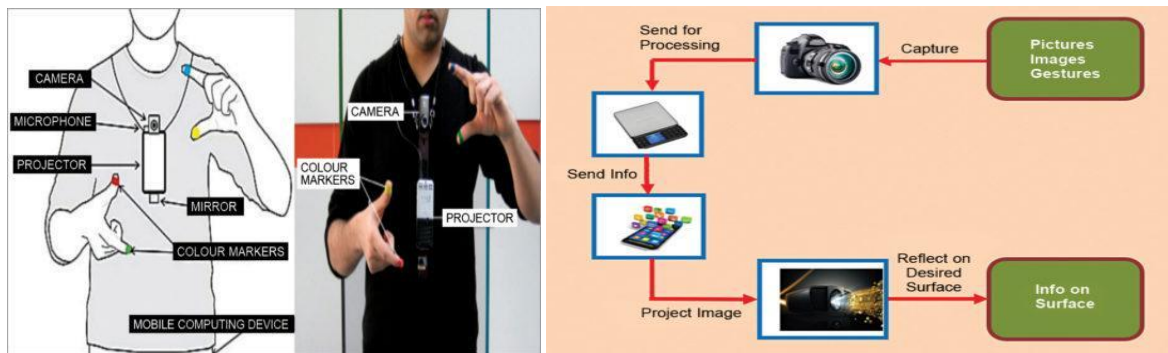 CAMERA
MICROPHONE
PROJECTOR
MIRROR
COLOUR MARKERS
MOBILE COMPUTING DEVICE
CAMERA
COLOUR
MARKERS
PROJECTOR
Send for
Processing
Capture
Pictures
Images
Gestures
Send Info
Project Image
Reflect on
Desired
Surface
Info on
Surface